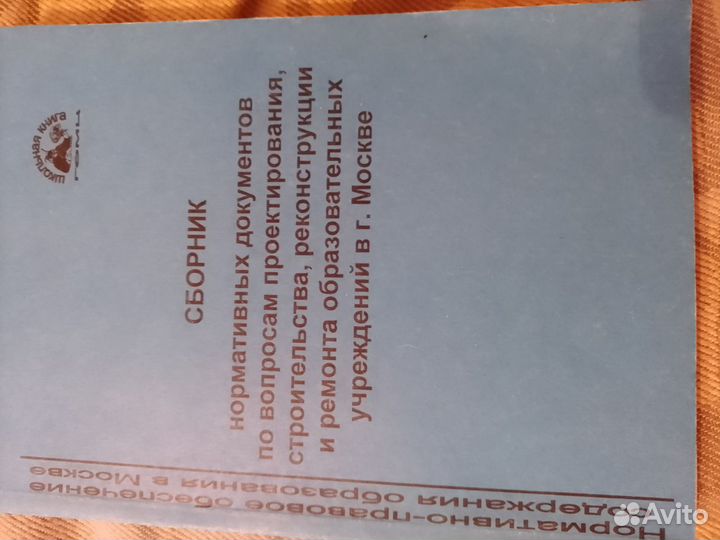 школьная книга
ГОМЦ
СБОРНИК
нормативных документов
по вопросам проектирования,
строительства, реконструкции
и ремонта образовательных
учреждений в г. Москве
Нормативно-правовое обеспечение
содержания образования в Москве
Avito